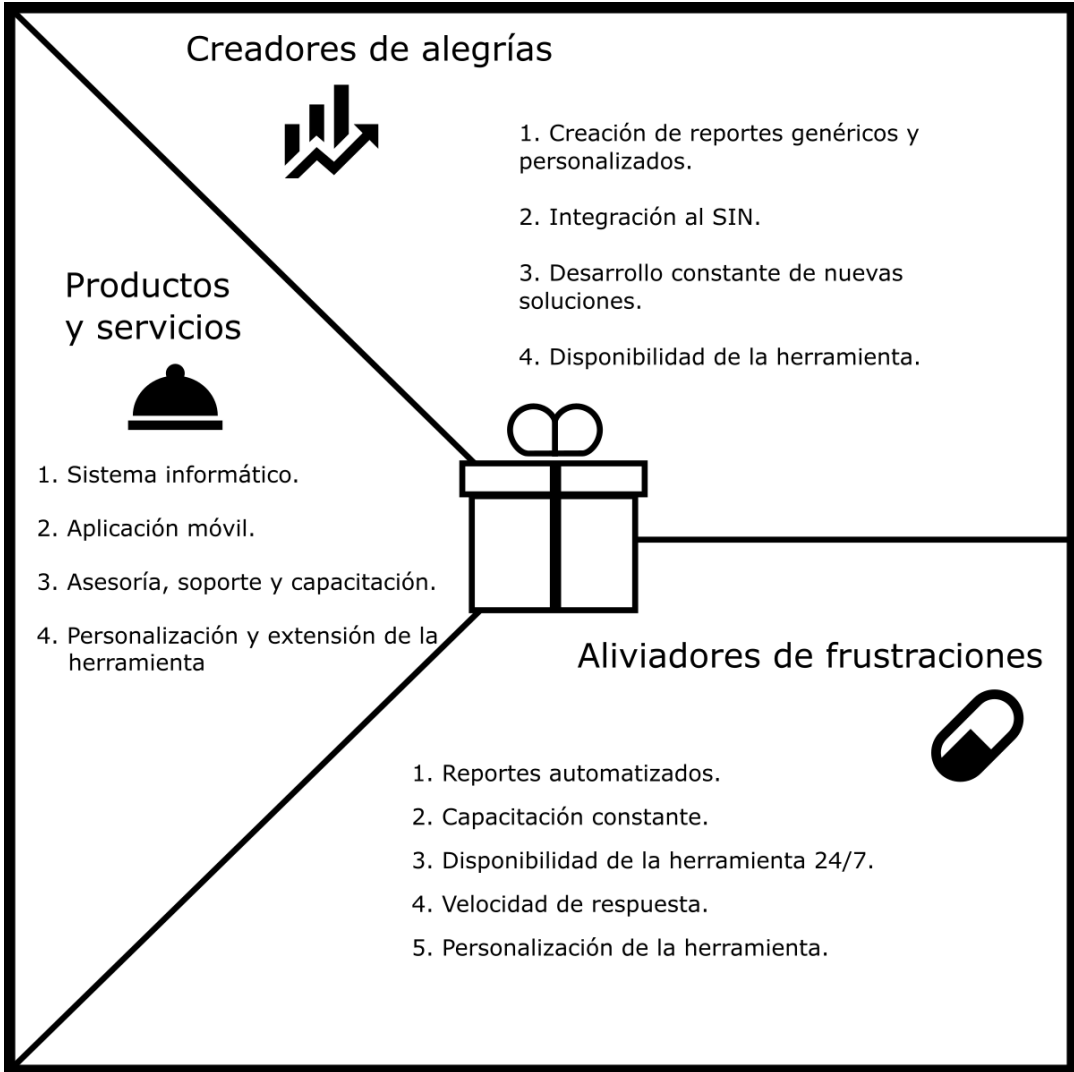 Creadores de alegrías
1. Creación de reportes genéricos y
personalizados.
2. Integración al SIN.
3. Desarrollo constante de nuevas
soluciones.
4. Disponibilidad de la herramienta.
Productos
y servicios
1. Sistema informático.
2. Aplicación móvil.
3. Asesoría, soporte y capacitación.
4. Personalización y extensión de la
herramienta
Aliviadores de frustraciones
1. Reportes automatizados.
2. Capacitación constante.
3. Disponibilidad de la herramienta 24/7.
4. Velocidad de respuesta.
5. Personalización de la herramienta.